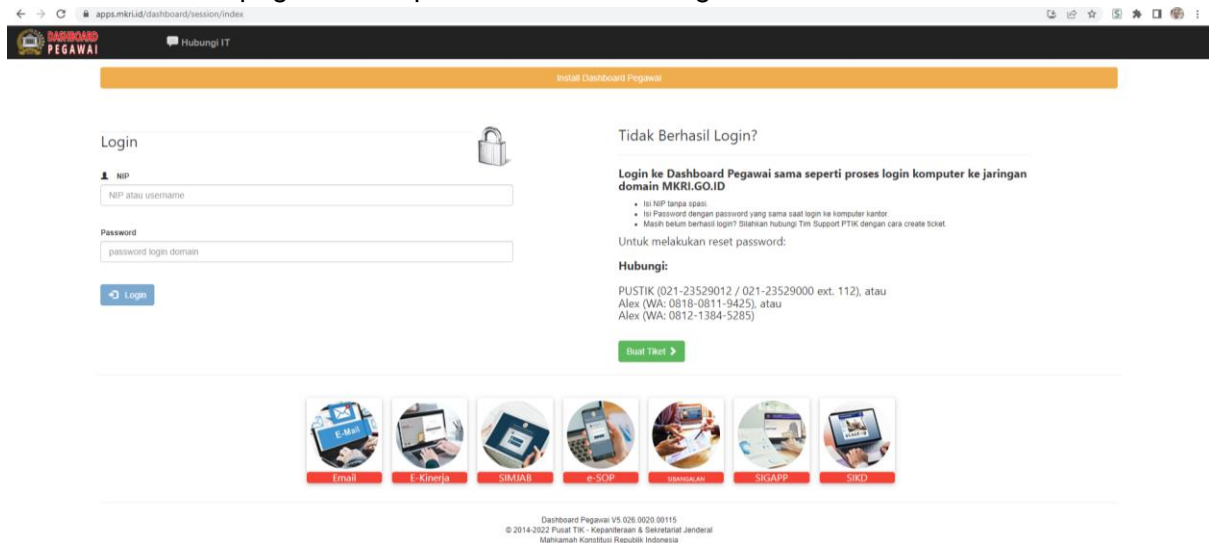 apps.mkri.id/dashboard/session/index
DASHBOARD
PEGAWAI
Hubungi IT
Install Dashboard Pegawai
Login
NIP
NIP atau username
Password
password login domain
Login
Tidak Berhasil Login?
Login ke Dashboard Pegawai sama seperti proses login komputer ke jaringan
domain MKRI.GO.ID
Isi NIP tanpa spasi.
Isi Password dengan password yang sama saat login ke komputer kantor.
Masih belum berhasil login? Silahkan hubungi Tim Support PTIK dengan cara create ticket.
Untuk melakukan reset password:
Hubungi:
PUSTIK (021-23529012 / 021-23529000 ext. 112), atau
Alex (WA: 0818-0811-9425), atau
Alex (WA: 0812-1384-5285)
Buat Tiket
E-Mail
Email
E-Kinerja
SIMJAB
e-SOP
SIBANGALAN
SIGAPP
SIKD
Dashboard Pegawai V5.026.0020.00115
© 2014-2022 Pusat TIK - Kepaniteraan & Sekretariat Jenderal
Mahkamah Konstitusi Republik Indonesia